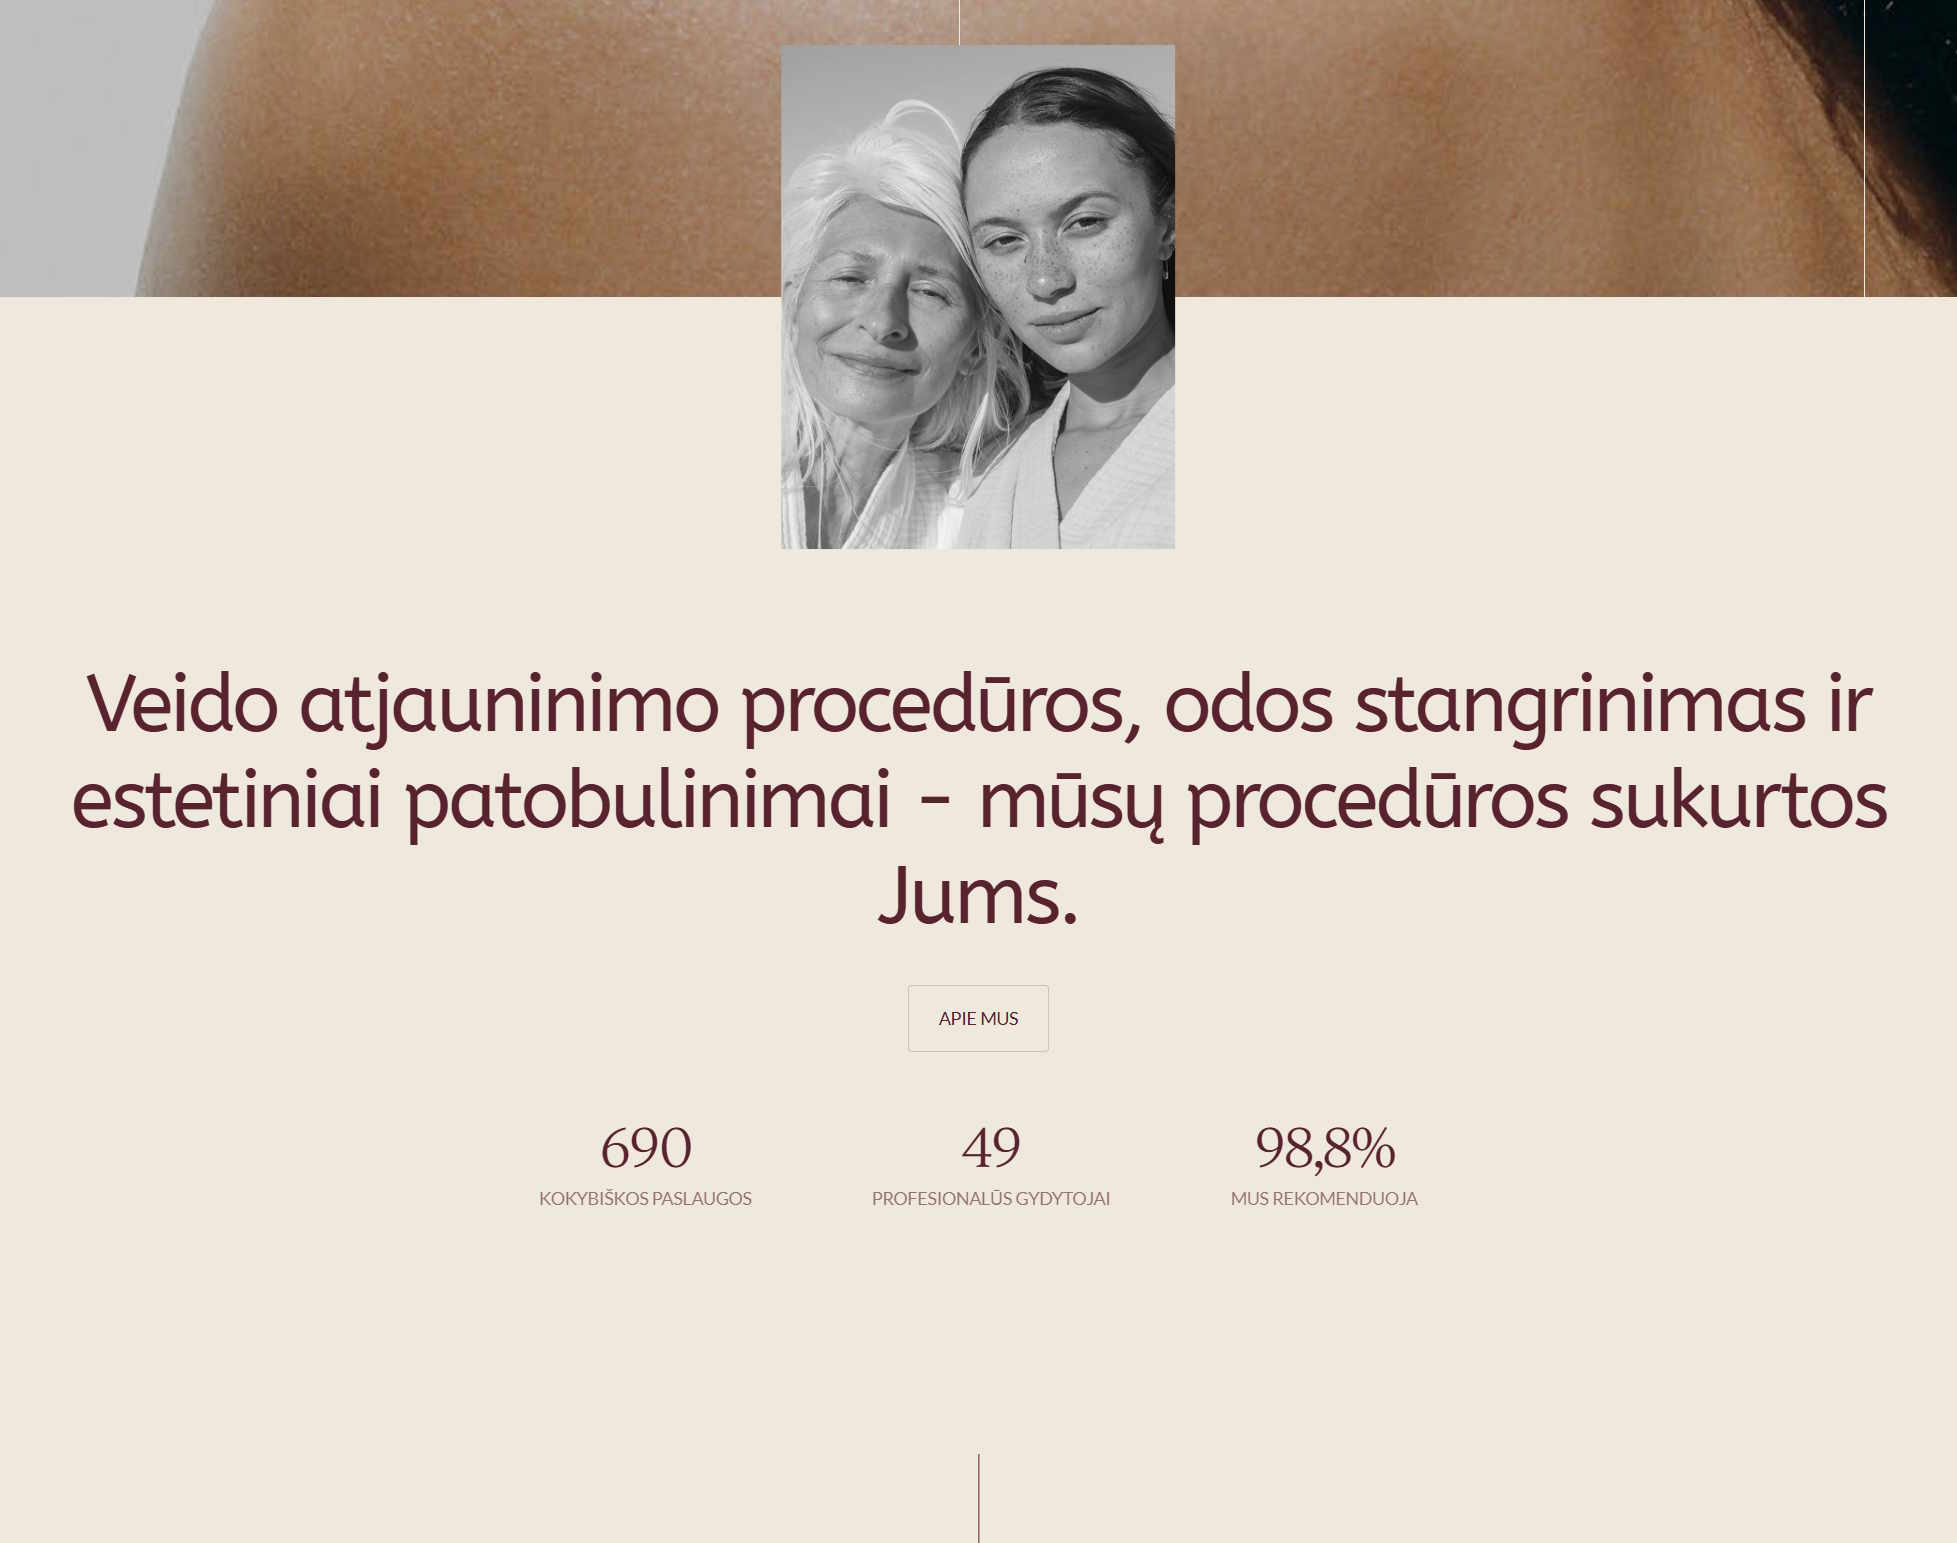 Veido atjauninimo procedūros, odos stangrinimas ir
estetiniai patobulinimai - mūsų procedūros sukurtos
Jums.
APIE MUS
690
49
98,8%
KOKYBIŠKOS PASLAUGOS
PROFESIONALŪS GYDYTOJAI
MUS REKOMENDUOJA